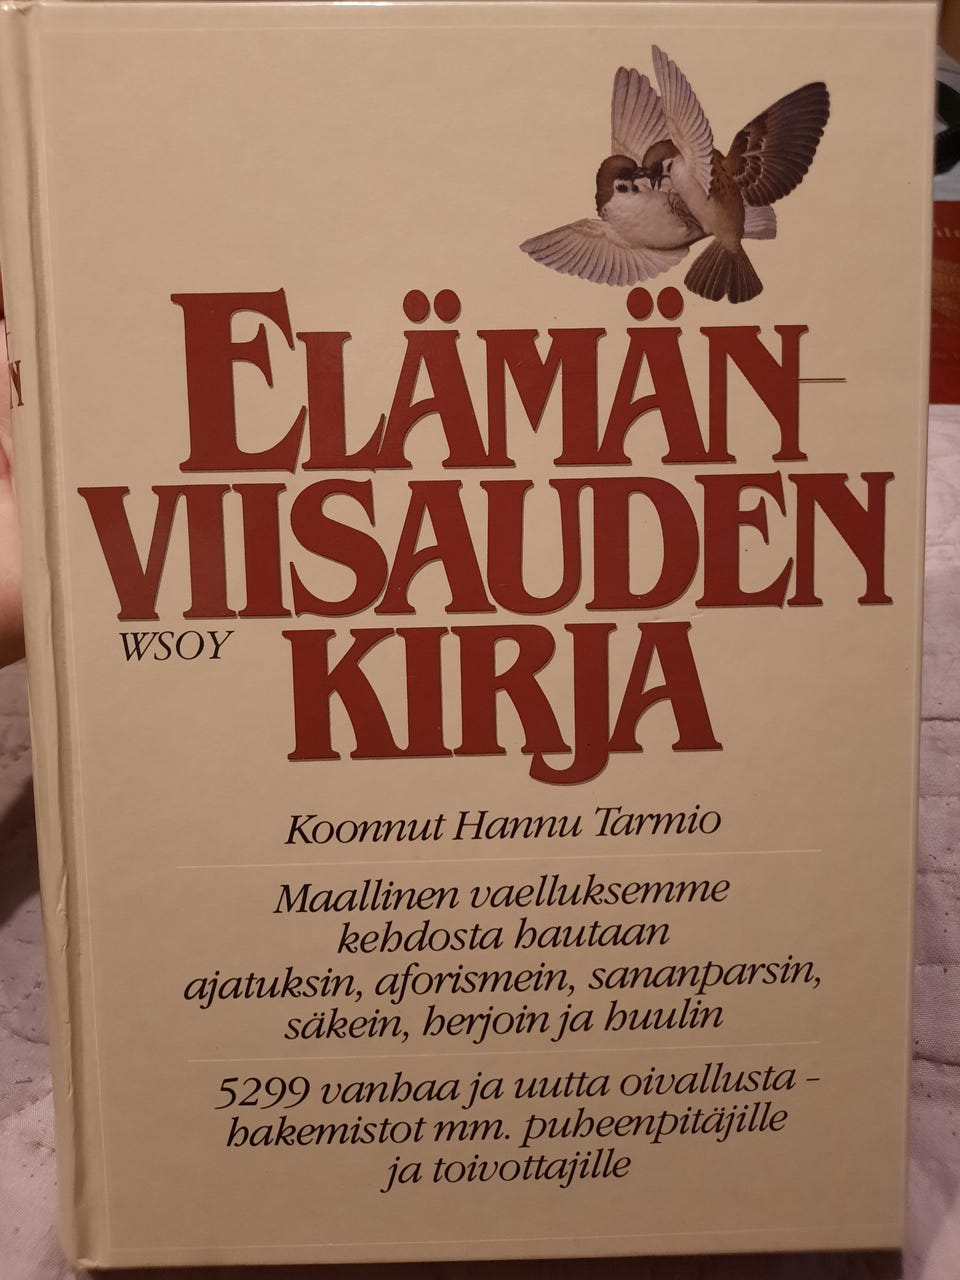 ELÄMÄN-
VIISAUDEN
WSOY
KIRJA
Koonnut Hannu Tarmio
Maallinen vaelluksemme
kehdosta hautaan
ajatuksin, aforismein, sananparsin,
säkein, herjoin ja huulin
5299 vanhaa ja uutta oivallusta –
hakemistot mm. puheenpitäjille
ja toivottajille